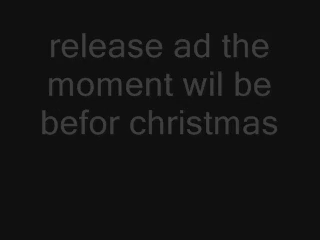 release ad the
moment wil be
befor christmas